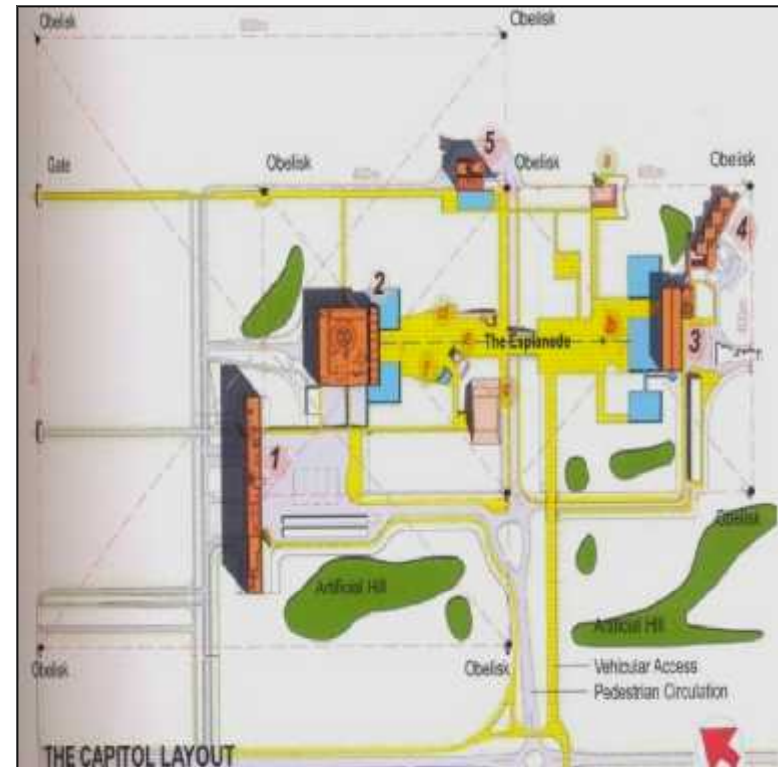 Obelisk
Obelisk
Gate
Obelisk
5
Obelisk
Obelisk
4
2
The Esplanade
3
1
Obelisk
Artificial Hill
Artificial Hill
Obelisk
Obelisk
Vehicular Access
Pedestrian Circulation
THE CAPITOL LAYOUT